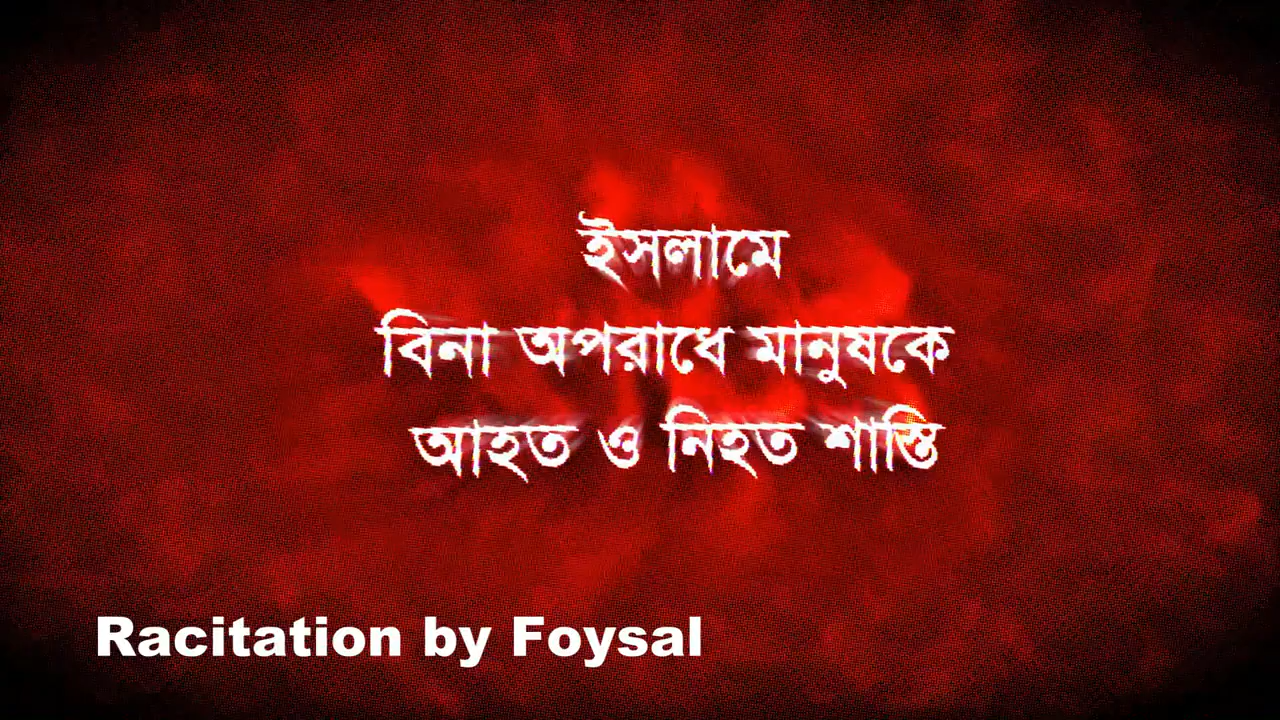 ইসলামে
বিনা অপরাধে মানুষকে
আহত ও নিহত শাস্তি
Racitation by Foysal